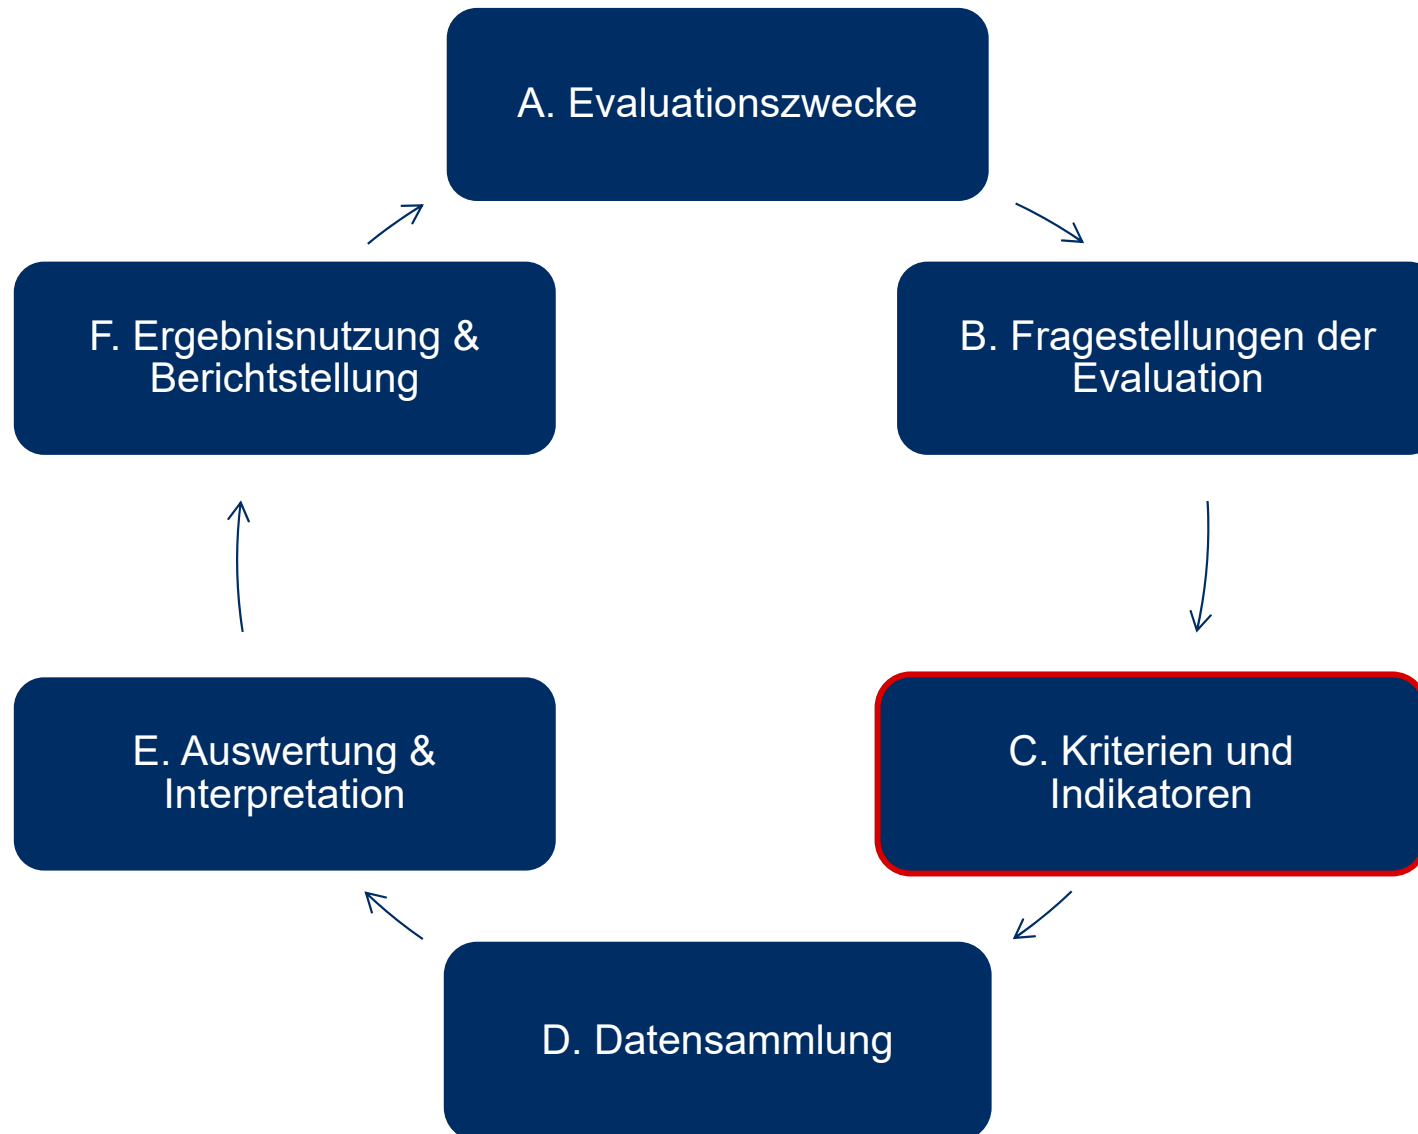 A. Evaluationszwecke
B. Fragestellungen der
Evaluation
C. Kriterien und
Indikatoren
D. Datensammlung
E. Auswertung &
Interpretation
F. Ergebnisnutzung &
Berichtstellung